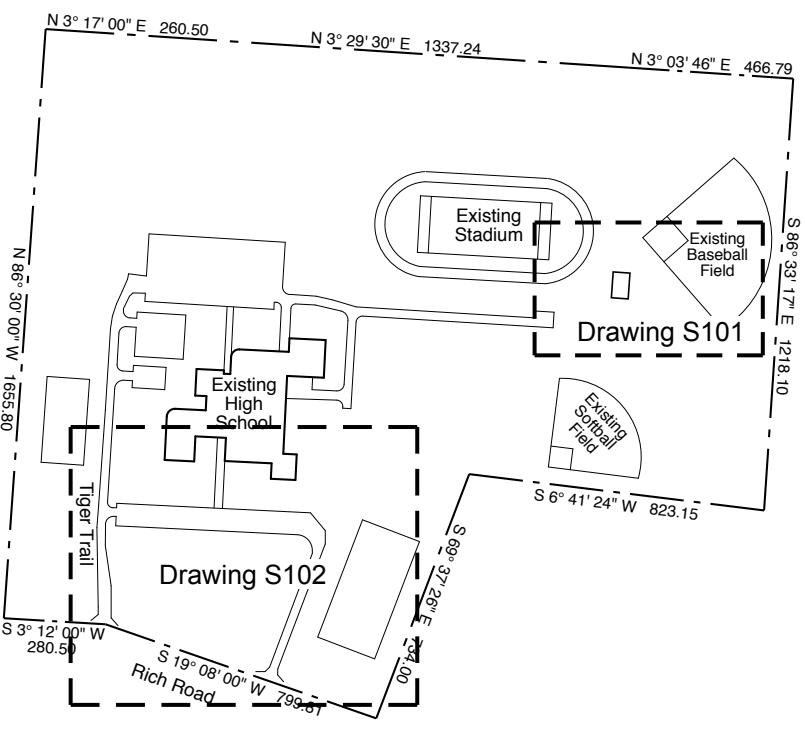 N 3° 17' 00" E 260.50
N 3° 29' 30" E 1337.24
N 3° 03' 46" E 466.79
S 86° 33' 17" E 1218.10
Existing
Stadium
Existing
Baseball
Field
Drawing S101
N 86° 30' 00" W 1655.80
Existing
High
School
Existing
Softball
Field
S 6° 41' 24" W 823.15
Tiger Trail
Drawing S102
S 69° 37' 26" E 734.00
S 3° 12' 00" W
280.50
S 19° 08' 00" W 799.81
Rich Road